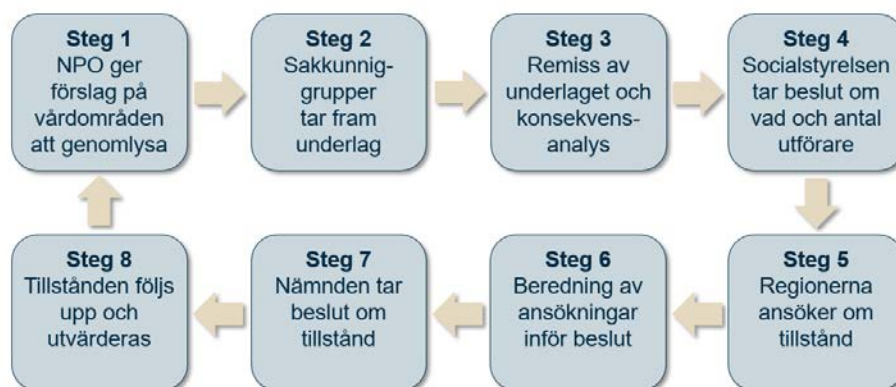 Steg 1
NPO ger
förslag på
vårdområden
att genomlysa
Steg 2
Sakkunnig-
grupper
tar fram
underlag
Steg 3
Remiss av
underlaget och
konsekvens-
analys
Steg 4
Socialstyrelsen
tar beslut om
vad och antal
utförare
Steg 5
Regionerna
ansöker om
tillstånd
Steg 6
Beredning av
ansökningar
inför beslut
Steg 7
Nämnden tar
beslut om
tillstånd
Steg 8
Tillstånden följs
upp och
utvärderas